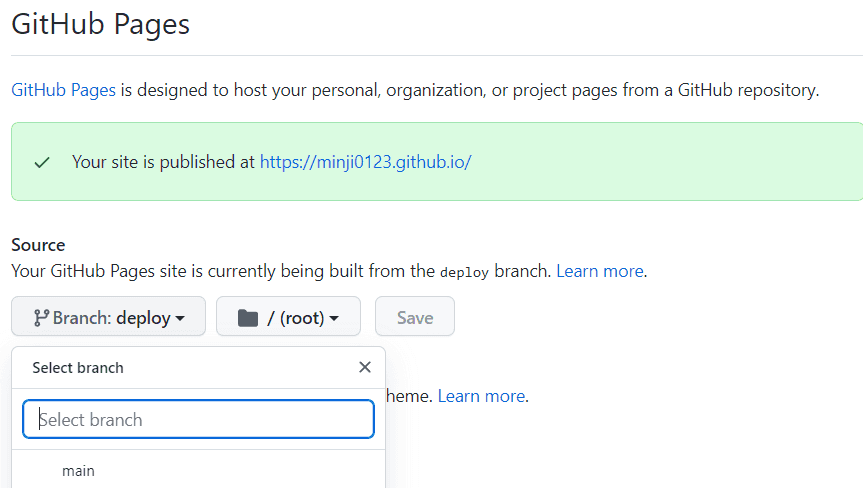 GitHub Pages
GitHub Pages is designed to host your personal, organization, or project pages from a GitHub repository.
Your site is published at https://minji0123.github.io/
Source
Your GitHub Pages site is currently being built from the deploy branch. Learn more.
Branch: deploy / (root) Save
Select branch
heme. Learn more.
Select branch
main